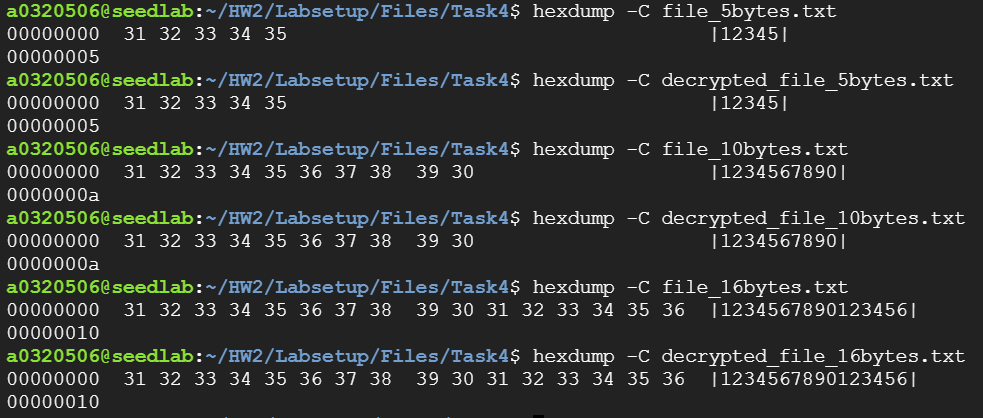 a0320506@seedlab:~/HW2/Labsetup/Files/Task4$ hexdump -C file_5bytes.txt
00000000  31 32 33 34 35                                    |12345|
00000005
a0320506@seedlab:~/HW2/Labsetup/Files/Task4$ hexdump -C decrypted_file_5bytes.txt
00000000  31 32 33 34 35                                    |12345|
00000005
a0320506@seedlab:~/HW2/Labsetup/Files/Task4$ hexdump -C file_10bytes.txt
00000000  31 32 33 34 35 36 37 38  39 30                    |1234567890|
0000000a
a0320506@seedlab:~/HW2/Labsetup/Files/Task4$ hexdump -C decrypted_file_10bytes.txt
00000000  31 32 33 34 35 36 37 38  39 30                    |1234567890|
0000000a
a0320506@seedlab:~/HW2/Labsetup/Files/Task4$ hexdump -C file_16bytes.txt
00000000  31 32 33 34 35 36 37 38  39 30 31 32 33 34 35 36  |1234567890123456|
00000010
a0320506@seedlab:~/HW2/Labsetup/Files/Task4$ hexdump -C decrypted_file_16bytes.txt
00000000  31 32 33 34 35 36 37 38  39 30 31 32 33 34 35 36  |1234567890123456|
00000010